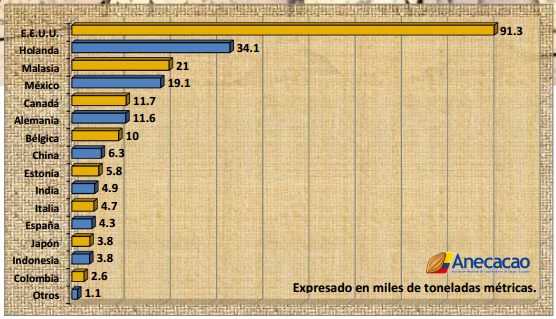 E.E.U.U. 91.3
Holanda 34.1
Malasia 21
México 19.1
Canadá 11.7
Alemania 11.6
Bélgica 10
China 6.3
Estonia 5.8
India 4.9
Italia 4.7
España 4.3
Japón 3.8
Indonesia 3.8
Colombia 2.6
Otros 1.1
Anecacao
Expresado en miles de toneladas métricas.